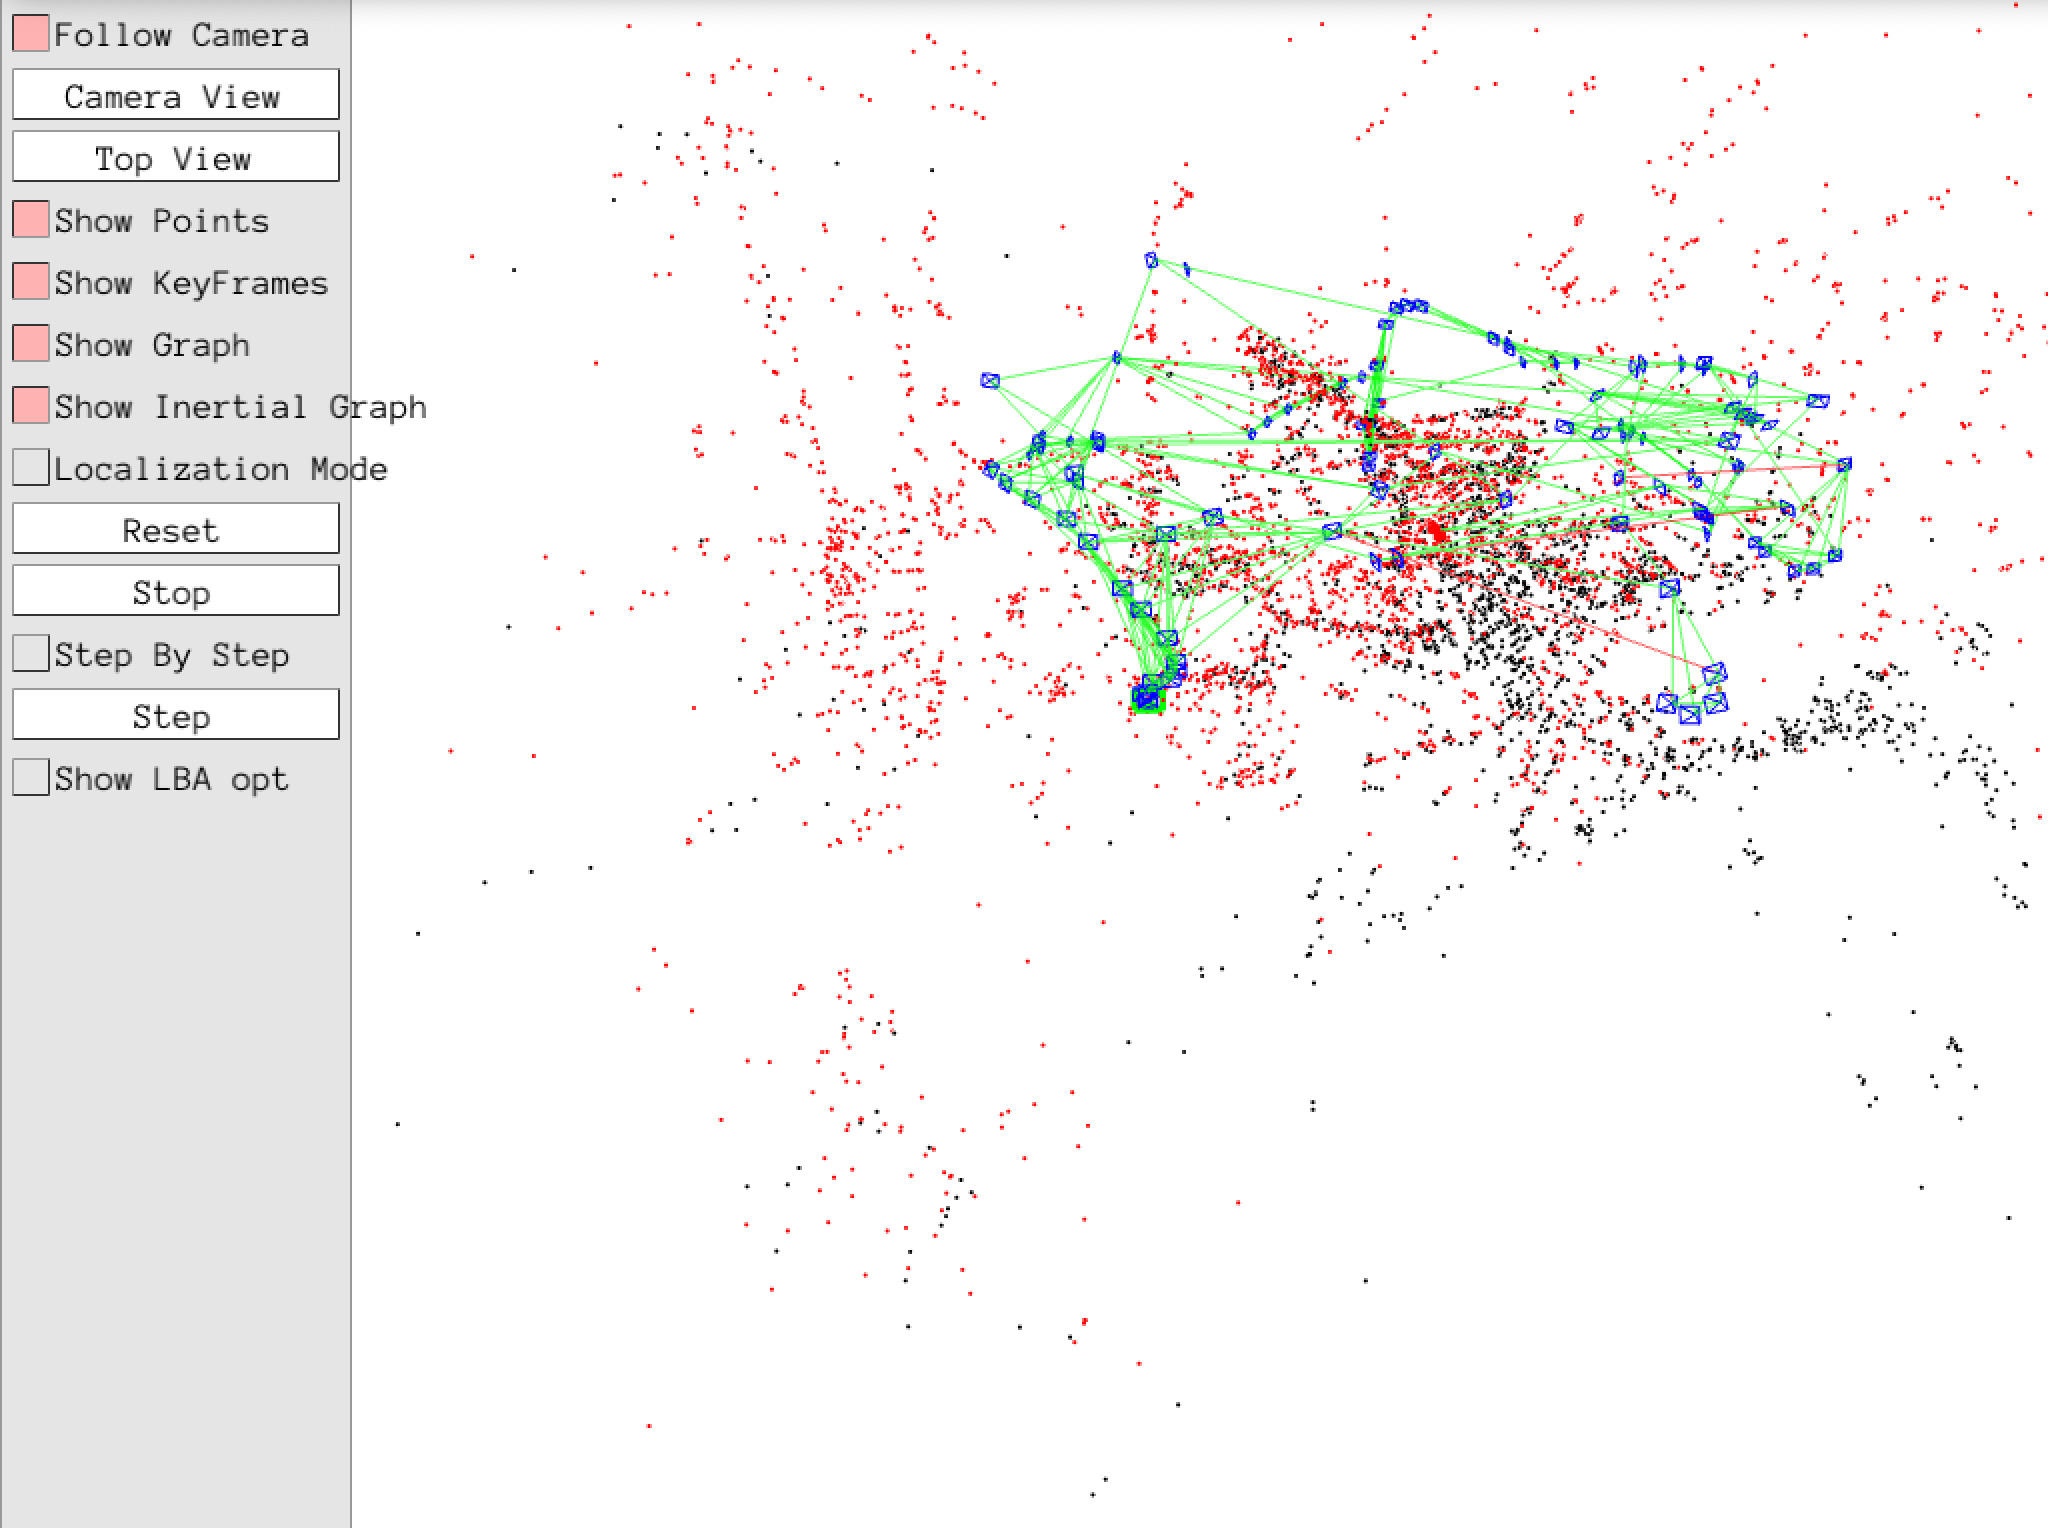 Follow Camera
Camera View
Top View
Show Points
Show KeyFrames
Show Graph
Show Inertial Graph
Localization Mode
Reset
Stop
Step By Step
Step
Show LBA opt